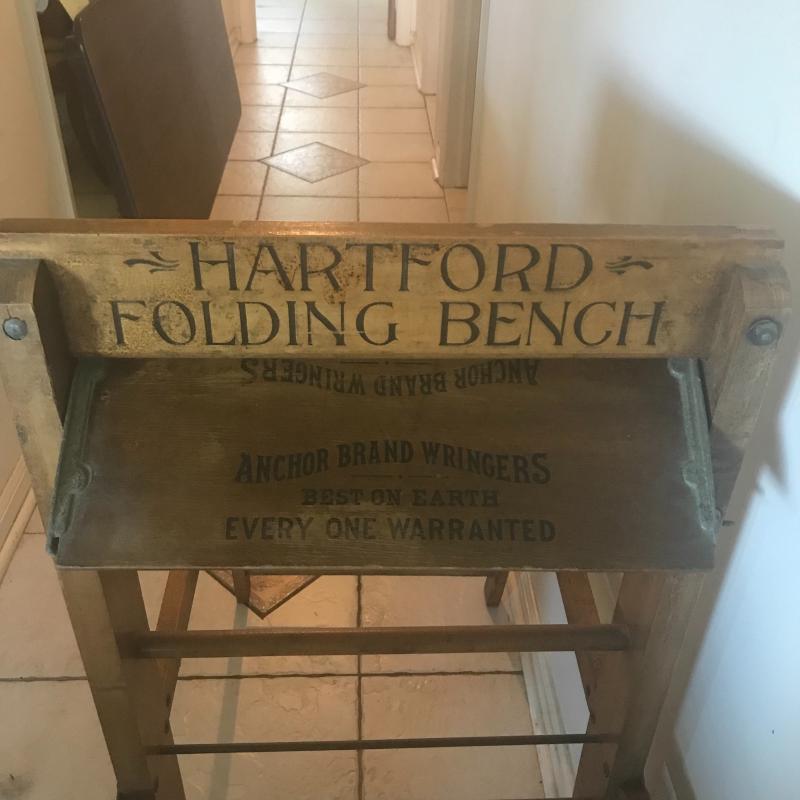 HARTFORD
FOLDING BENCH
ANCHOR BRAND WRINGERS
ANCHOR BRAND WRINGERS
BEST ON EARTH
EVERY ONE WARRANTED